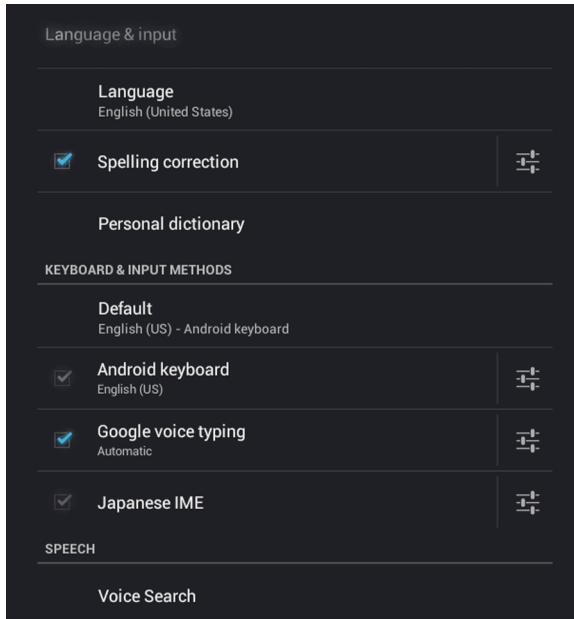 Language & input
Language
English (United States)
Spelling correction
Personal dictionary
KEYBOARD & INPUT METHODS
Default
English (US) - Android keyboard
Android keyboard
English (US)
Google voice typing
Automatic
Japanese IME
SPEECH
Voice Search